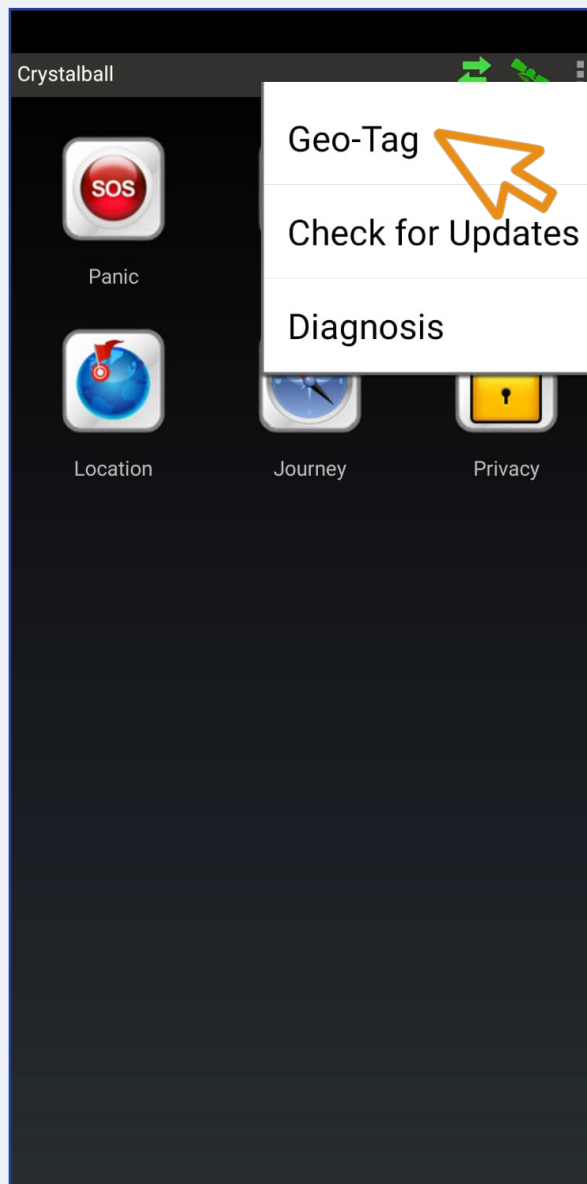 Crystalball
Geo-Tag
Check for Updates
Diagnosis
SOS
Panic
Location
Journey
Privacy